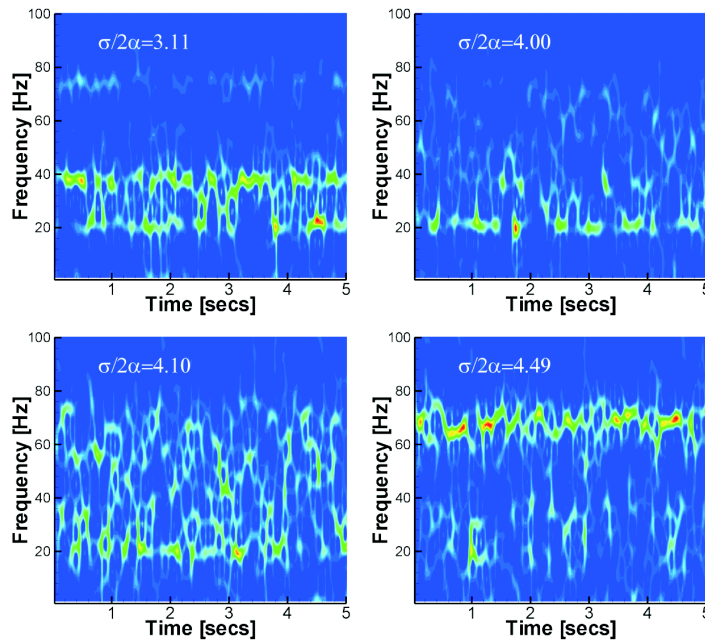 100
80
60
40
20
Frequency [Hz]
σ/2α=3.11
1 2 3 4 5
Time [secs]
100
80
60
40
20
Frequency [Hz]
σ/2α=4.00
1 2 3 4 5
Time [secs]
100
80
60
40
20
Frequency [Hz]
σ/2α=4.10
1 2 3 4 5
Time [secs]
100
80
60
40
20
Frequency [Hz]
σ/2α=4.49
1 2 3 4 5
Time [secs]